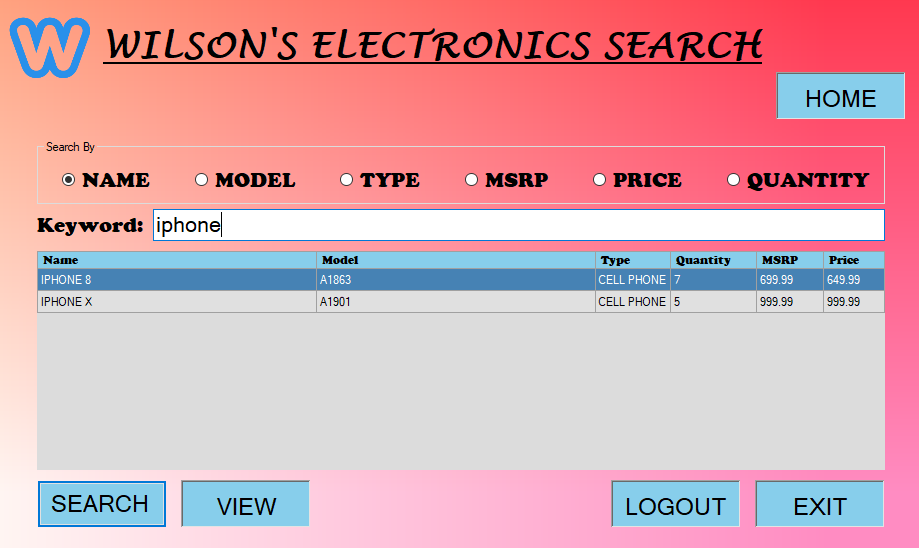 W WILSON'S ELECTRONICS SEARCH
HOME
Search By
NAME MODEL TYPE MSRP PRICE QUANTITY
Keyword: iphone
Name Model Type Quantity MSRP Price
IPHONE 8 A1863 CELL PHONE 7 699.99 649.99
IPHONE X A1901 CELL PHONE 5 999.99 999.99
SEARCH VIEW LOGOUT EXIT